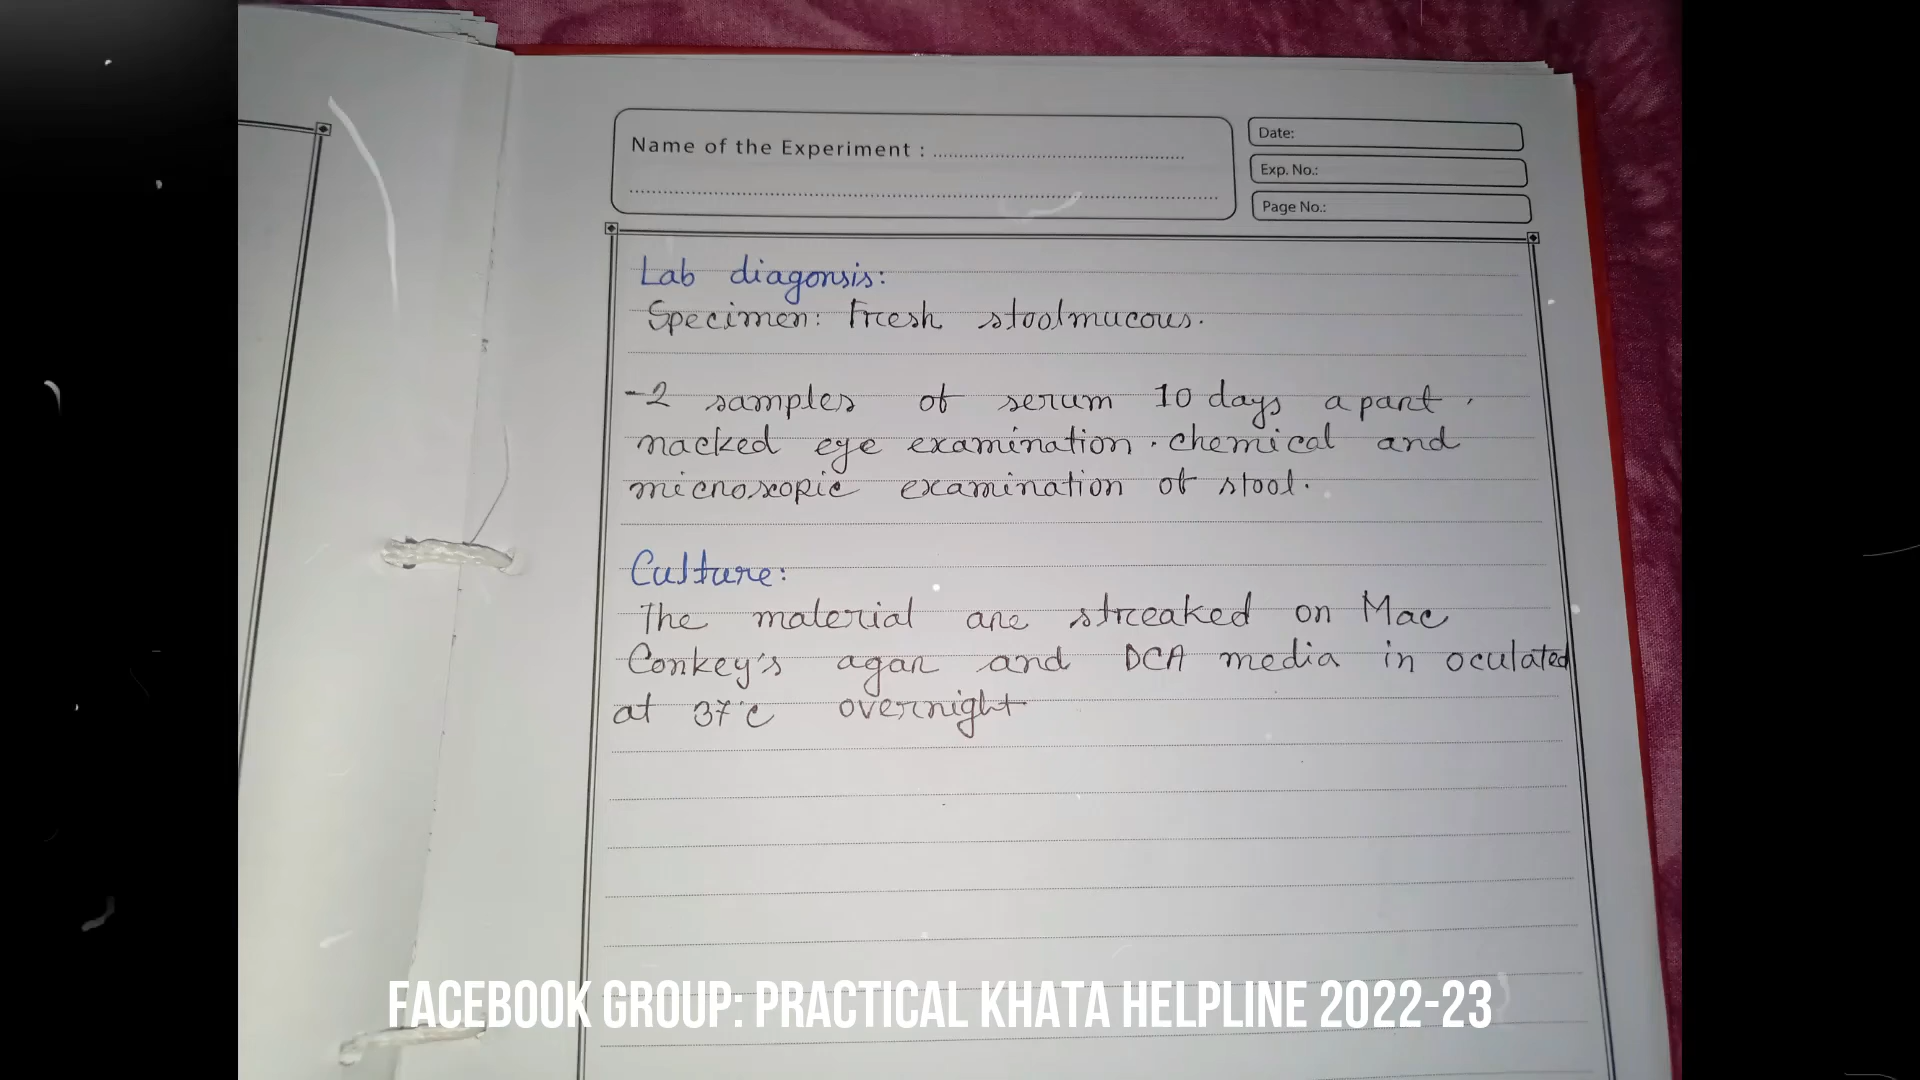 Name of the Experiment :
Date:
Exp. No.:
Page No.:
Lab diagonsis:
Specimen: Fresh stoolmucous.
-2 samples of serum 10 days apart.
nacked eye examination. chemical and
microscopic examination of stool.
Culture:
The material are streaked on Mac
Conkey's agar and DCA media in oculated
at 37°c overnight
FACEBOOK GROUP: PRACTICAL KHATA HELPLINE 2022-23